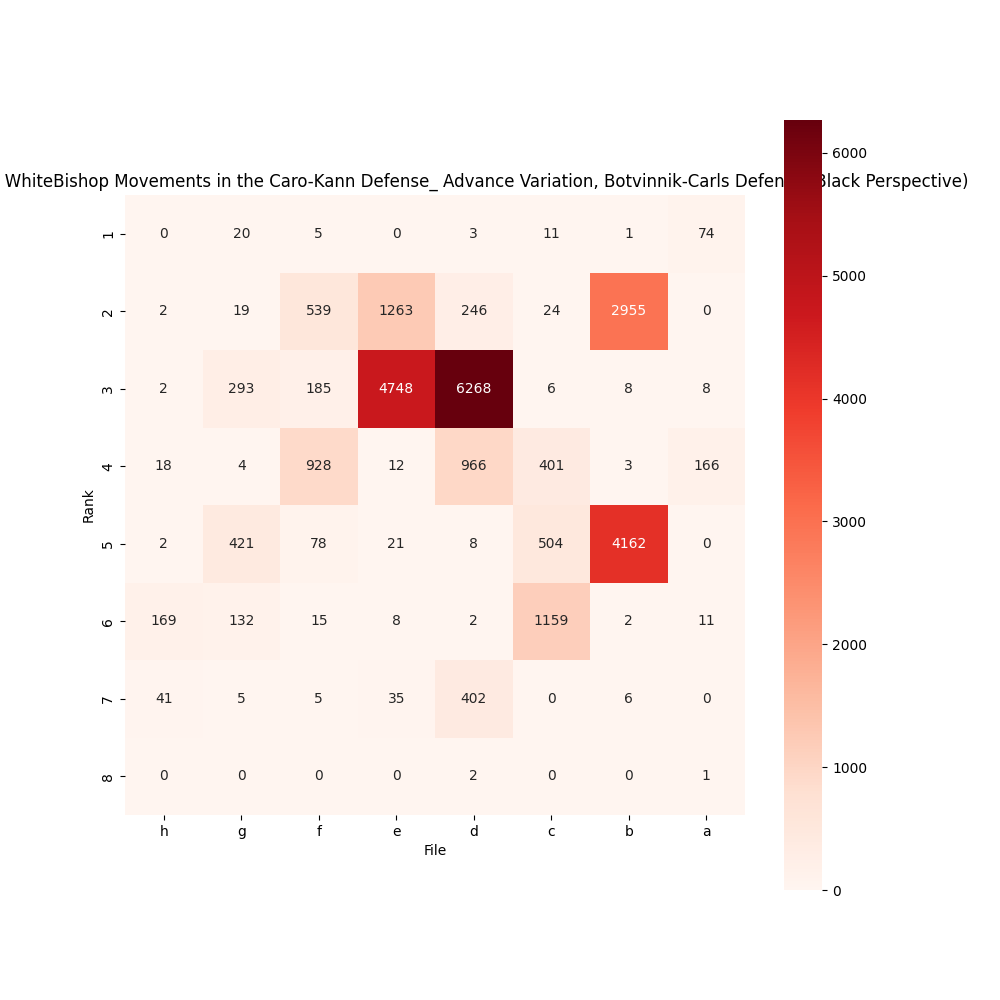 WhiteBishop Movements in the Caro-Kann Defense_ Advance Variation, Botvinnik-Carls Defen Black Perspective)
6000
5000
4000
3000
2000
1000
0
Rank
1 0 20 5 0 3 11 1 74
2 2 19 539 1263 246 24 2955 0
3 2 293 185 4748 6268 6 8 8
4 18 4 928 12 966 401 3 166
5 2 421 78 21 8 504 4162 0
6 169 132 15 8 2 1159 2 11
7 41 5 5 35 402 0 6 0
8 0 0 0 0 2 0 0 1
h g f e d c b a
File